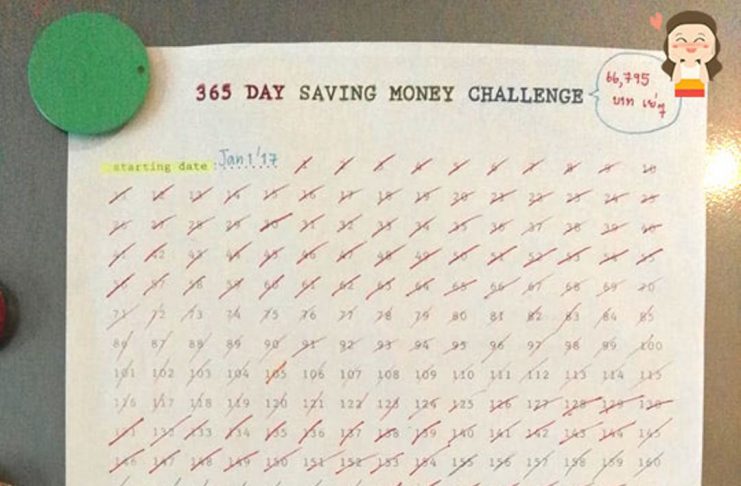 365 DAY SAVING MONEY CHALLENGE
66,795
บาท เย่ๆ
starting date : Jan 1'17 1 2 3 4 5 6 7 8 9 10
11 12 13 14 15 16 17 18 19 20 21 22 23 24 25
26 27 28 29 30 31 32 33 34 35 36 37 38 39 40
41 42 43 44 45 46 47 48 49 50 51 52 53 54 55
56 57 58 59 60 61 62 63 64 65 66 67 68 69 70
71 72 73 74 75 76 77 78 79 80 81 82 83 84 85
86 87 88 89 90 91 92 93 94 95 96 97 98 99 100
101 102 103 104 105 106 107 108 109 110 111 112 113 114 115
116 117 118 119 120 121 122 123 124 125 126 127 128 129 130
131 132 133 134 135 136 137 138 139 140 141 142 143 144 145
146 147 148 149 150 151 152 153 154 155 156 157 158 159 160